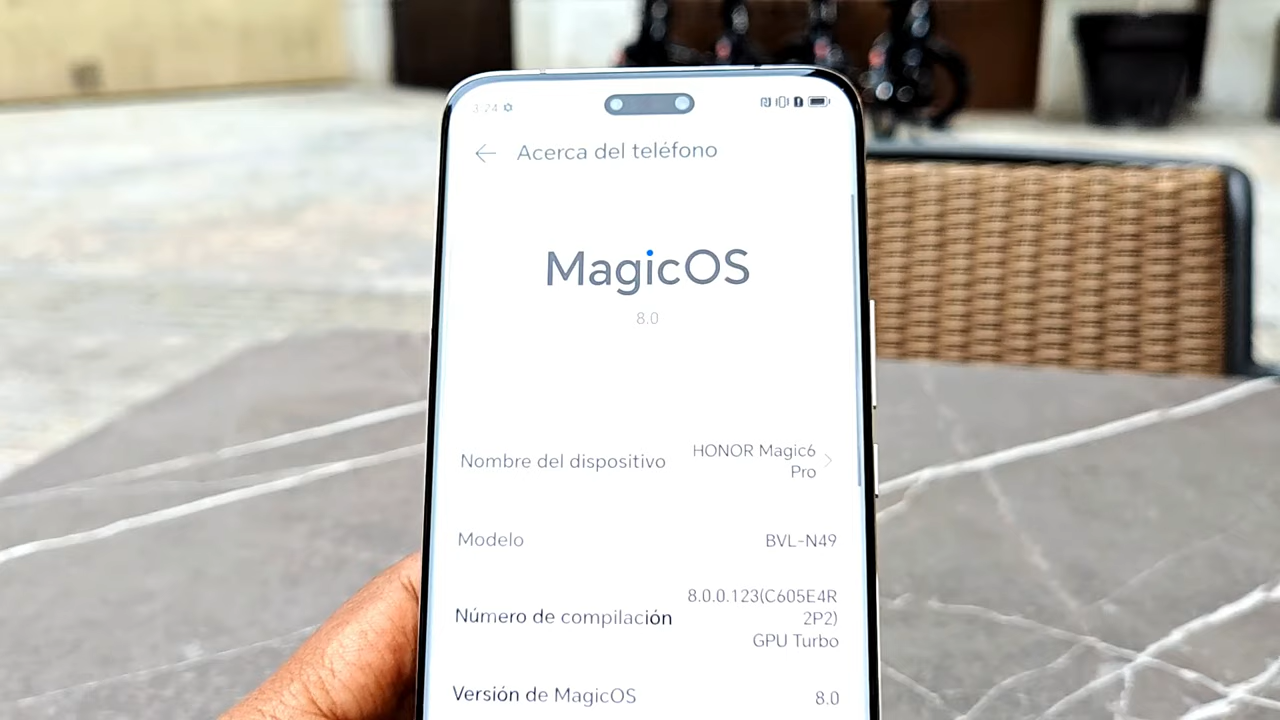 3:24
Acerca del teléfono
MagicOS
8.0
Nombre del dispositivo
HONOR Magic6
Pro
Modelo
BVL-N49
Número de compilación
8.0.0.123(C605E4R
2P2)
GPU Turbo
Versión de MagicOS
8.0